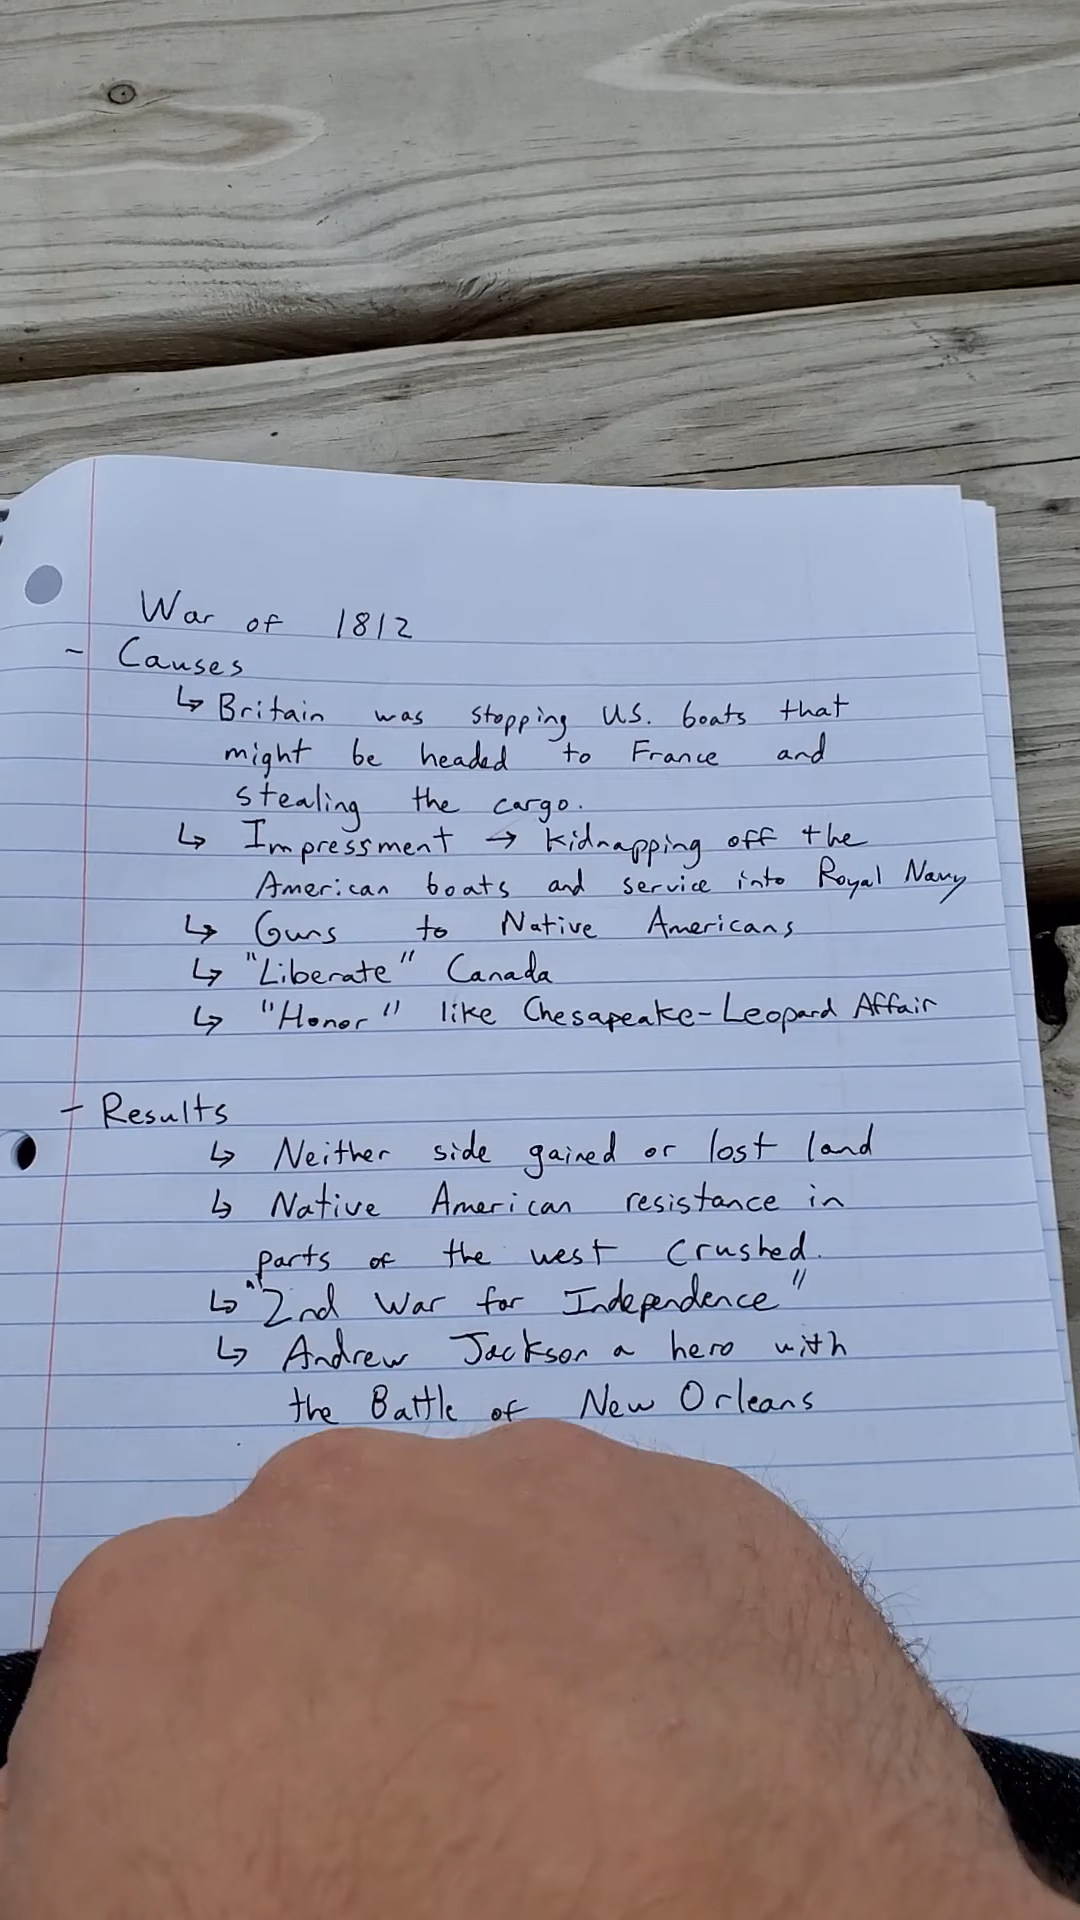 War of 1812
- Causes
↳ Britain was stopping U.S. boats that
might be headed to France and
stealing the cargo.
↳ Impressment → kidnapping off the
American boats and service into Royal Navy
↳ Guns to Native Americans
↳ "Liberate" Canada
↳ "Honor" like Chesapeake-Leopard Affair
- Results
↳ Neither side gained or lost land
↳ Native American resistance in
parts of the west crushed.
↳ "2nd War for Independence"
↳ Andrew Jackson a hero with
the Battle of New Orleans